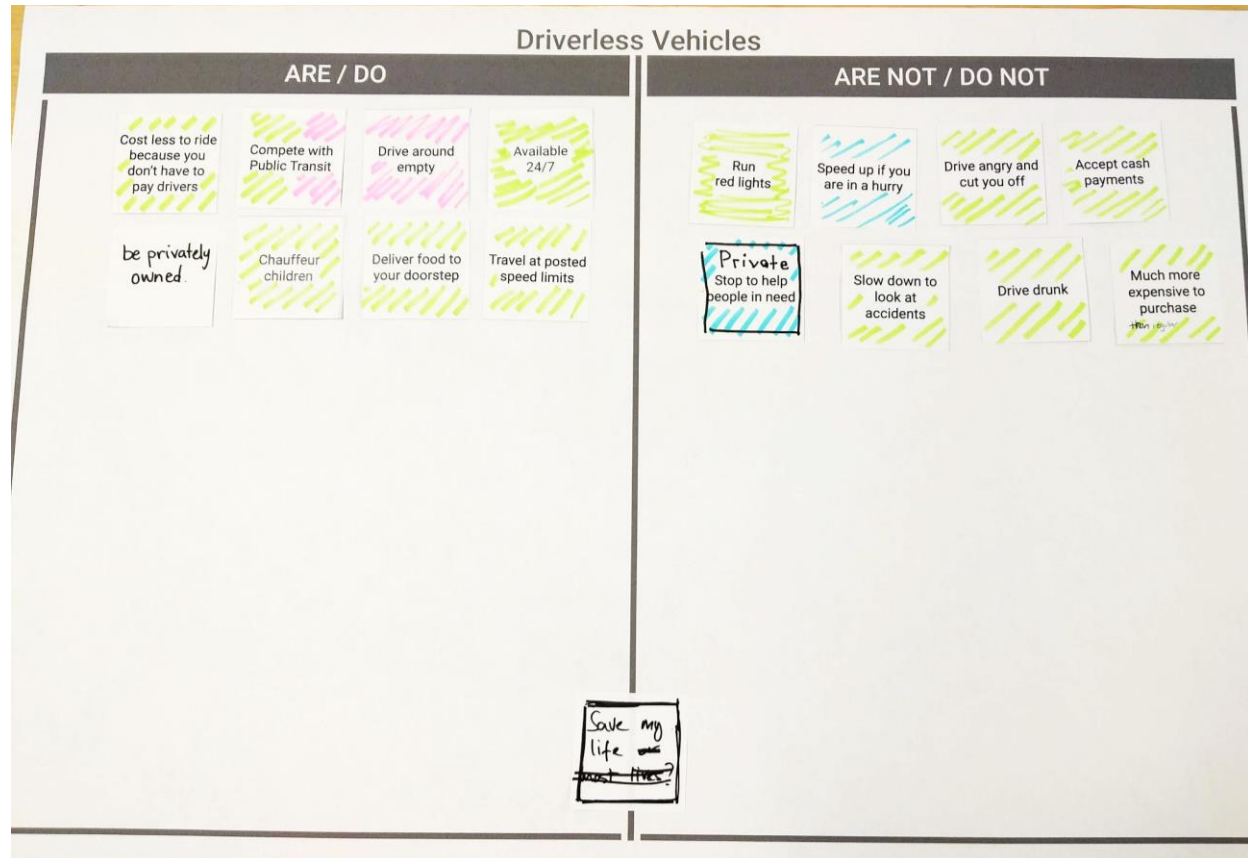 Driverless Vehicles
ARE / DO
ARE NOT / DO NOT
Cost less to ride
because you
don't have to
pay drivers
Compete with
Public Transit
Drive around
empty
Available
24/7
be privately
owned.
Chauffeur
children
Deliver food to
your doorstep
Travel at posted
speed limits
Run
red lights
Speed up if you
are in a hurry
Drive angry and
cut you off
Accept cash
payments
Private
Stop to help
people in need
Slow down to
look at
accidents
Drive drunk
Much more
expensive to
purchase
than regular
Save my
life
most lives?